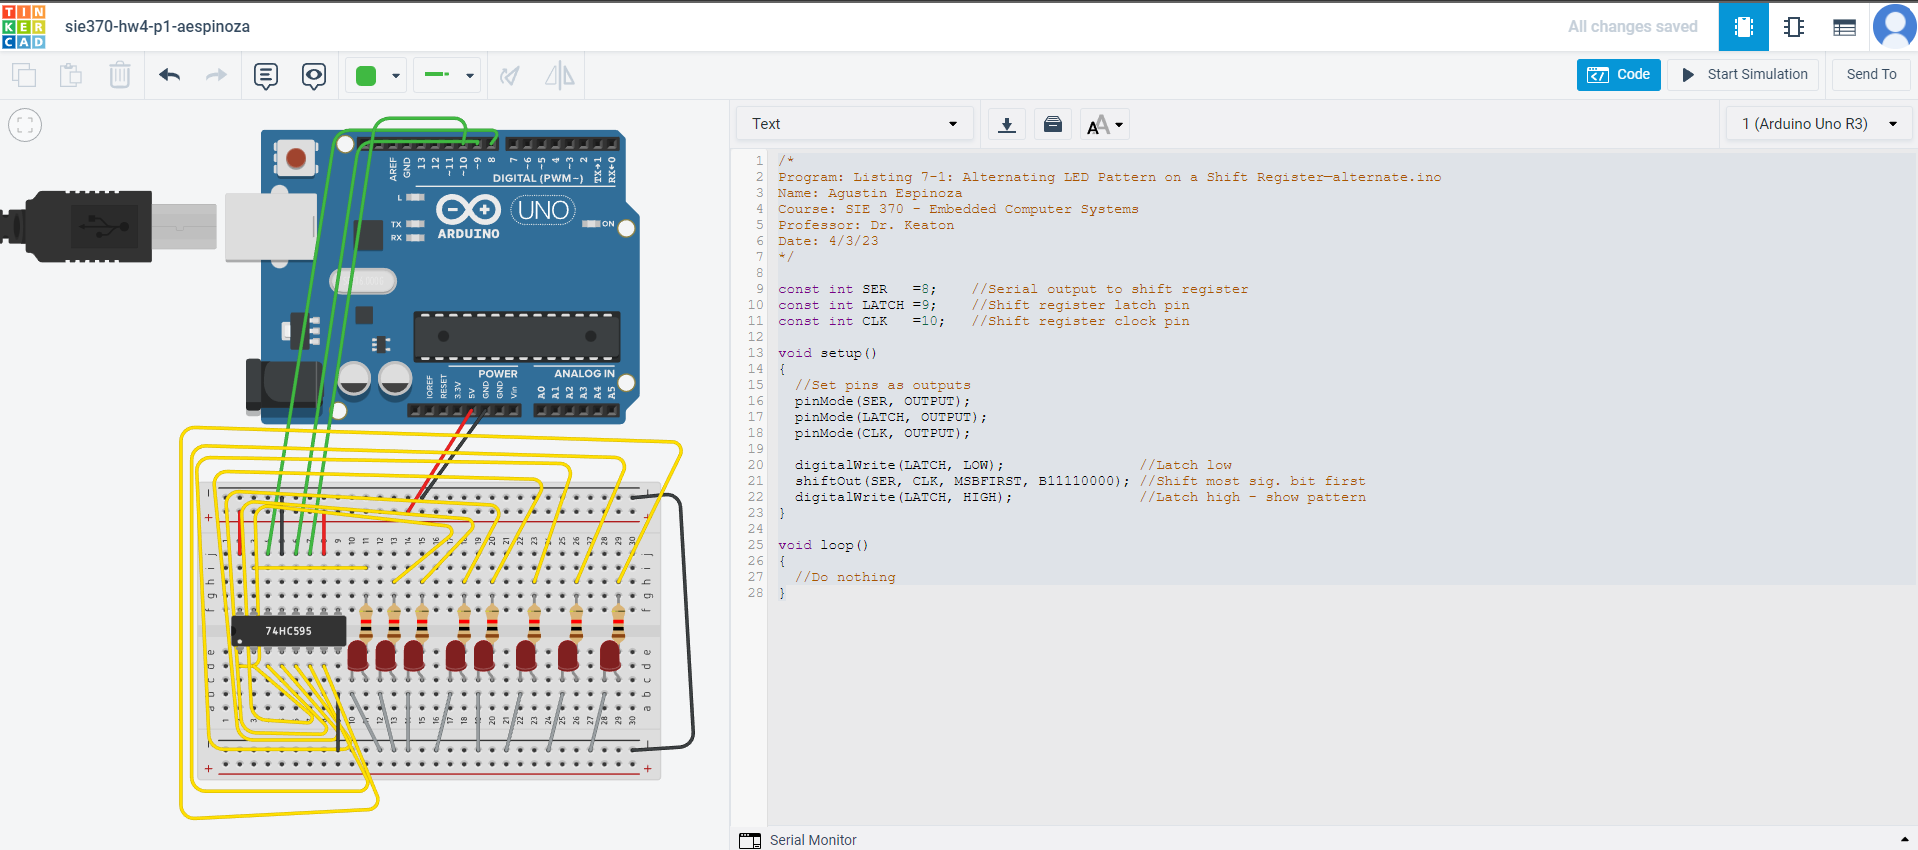 TIN
KER
CAD
sie370-hw4-p1-aespinoza
All changes saved
Code
Start Simulation
Send To
Text
1 (Arduino Uno R3)
AREF
GND
13
12
~11
~10
~9
8
7
~6
~5
4
~3
2
TX→1
RX←0
DIGITAL (PWM~)
L
TX
RX
UNO
ON
ARDUINO
POWER
ANALOG IN
IOREF
RESET
3.3V
5V
GND
GND
Vin
A0
A1
A2
A3
A4
A5
74HC595
1 /*
2 Program: Listing 7-1: Alternating LED Pattern on a Shift Register—alternate.ino
3 Name: Agustin Espinoza
4 Course: SIE 370 - Embedded Computer Systems
5 Professor: Dr. Keaton
6 Date: 4/3/23
7 */
8
9 const int SER   =8;    //Serial output to shift register
10 const int LATCH =9;    //Shift register latch pin
11 const int CLK   =10;   //Shift register clock pin
12
13 void setup()
14 {
15   //Set pins as outputs
16   pinMode(SER, OUTPUT);
17   pinMode(LATCH, OUTPUT);
18   pinMode(CLK, OUTPUT);
19
20   digitalWrite(LATCH, LOW);                //Latch low
21   shiftOut(SER, CLK, MSBFIRST, B11110000); //Shift most sig. bit first
22   digitalWrite(LATCH, HIGH);               //Latch high - show pattern
23 }
24
25 void loop()
26 {
27   //Do nothing
28 }
Serial Monitor